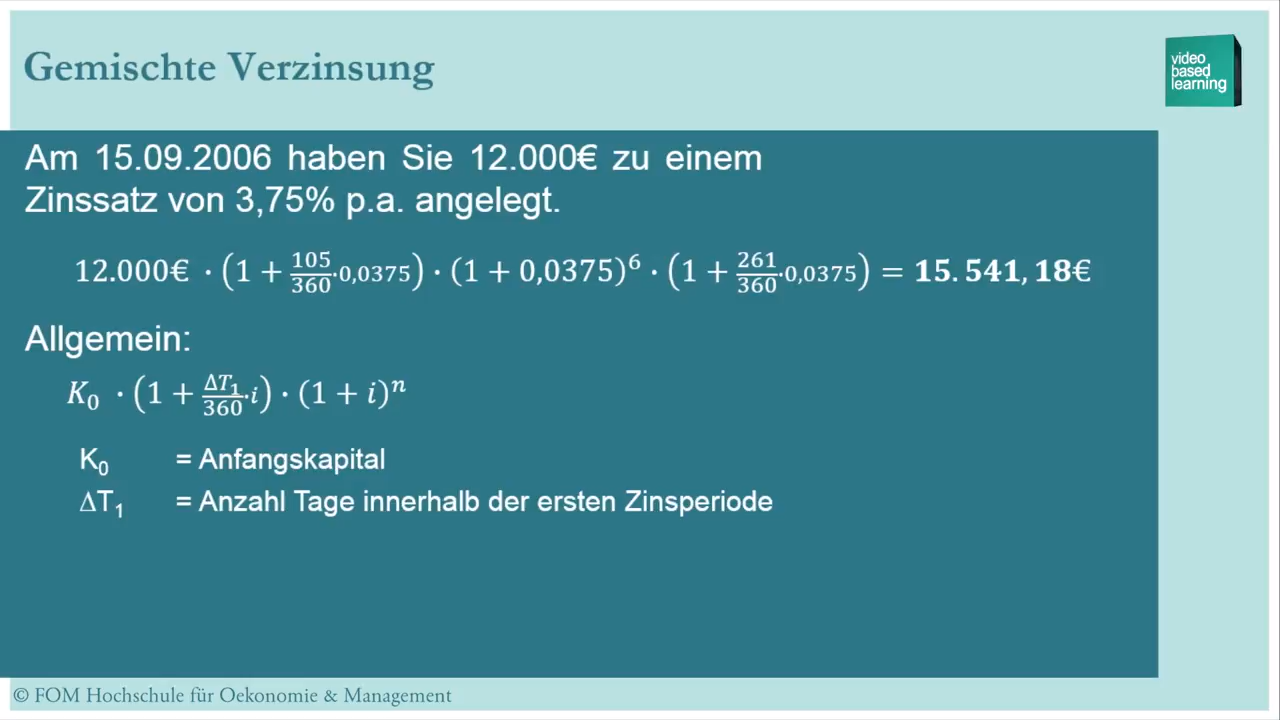 Gemischte Verzinsung
video
based
learning
Am 15.09.2006 haben Sie 12.000€ zu einem
Zinssatz von 3,75% p.a. angelegt.
12.000€ · (1 + 105/360 · 0,0375) · (1 + 0,0375)⁶ · (1 + 261/360 · 0,0375) = 15.541,18€
Allgemein:
K₀ · (1 + ΔT₁/360 · i) · (1 + i)ⁿ
K₀ = Anfangskapital
ΔT₁ = Anzahl Tage innerhalb der ersten Zinsperiode
© FOM Hochschule für Oekonomie & Management